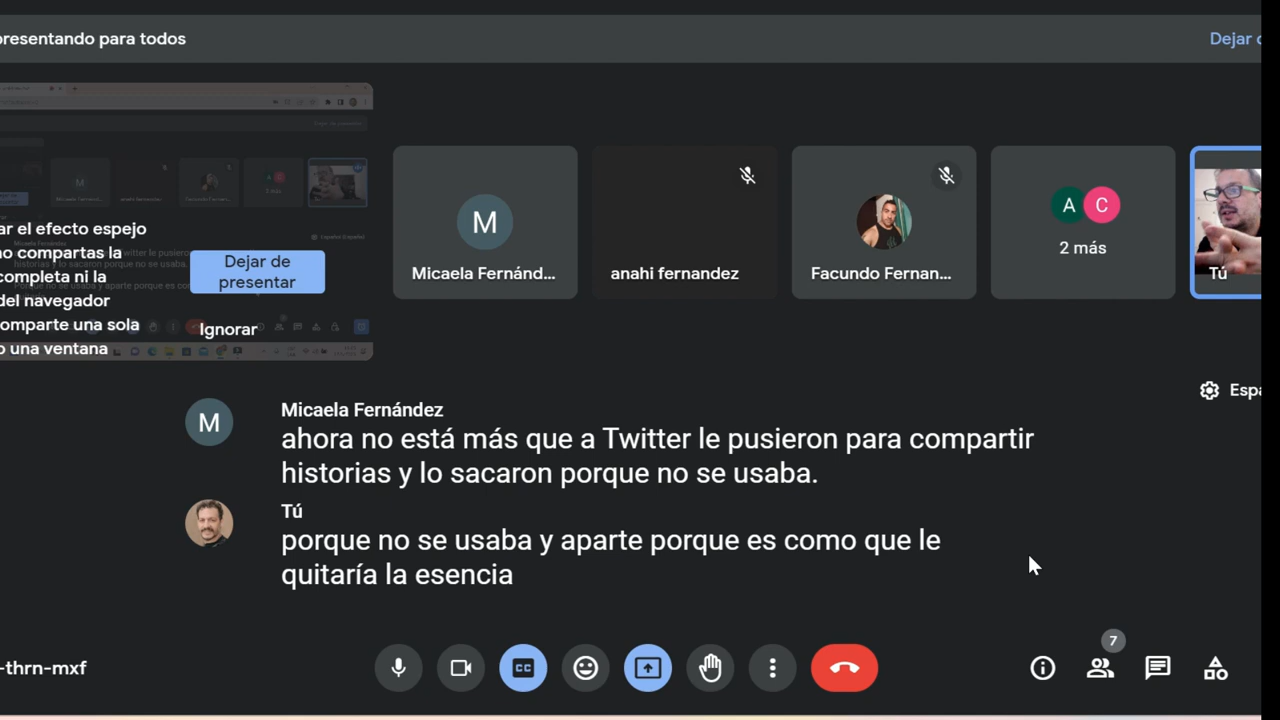 presentando para todos
Dejar
ar el efecto espejo
no compartas la
completa ni la
del navegador
omparte una sola
o una ventana
Dejar de
presentar
Ignorar
M
Micaela Fernánd...
anahi fernandez
Facundo Fernan...
A C
2 más
Tú
Espa
M
Micaela Fernández
ahora no está más que a Twitter le pusieron para compartir
historias y lo sacaron porque no se usaba.
Tú
porque no se usaba y aparte porque es como que le
quitaría la esencia
-thrn-mxf
CC
7